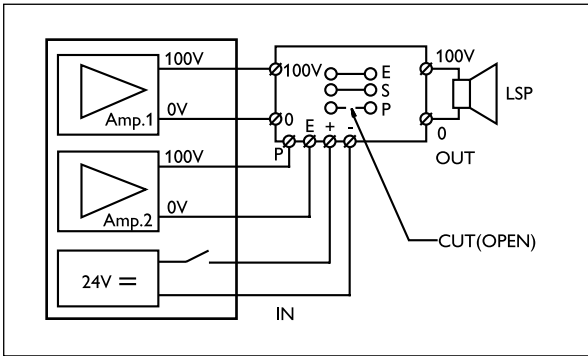 100V
0V
Amp.1
100V
0V
Amp.2
24V
100V
0
E
S
P
P E + -
100V
0
LSP
OUT
CUT(OPEN)
IN